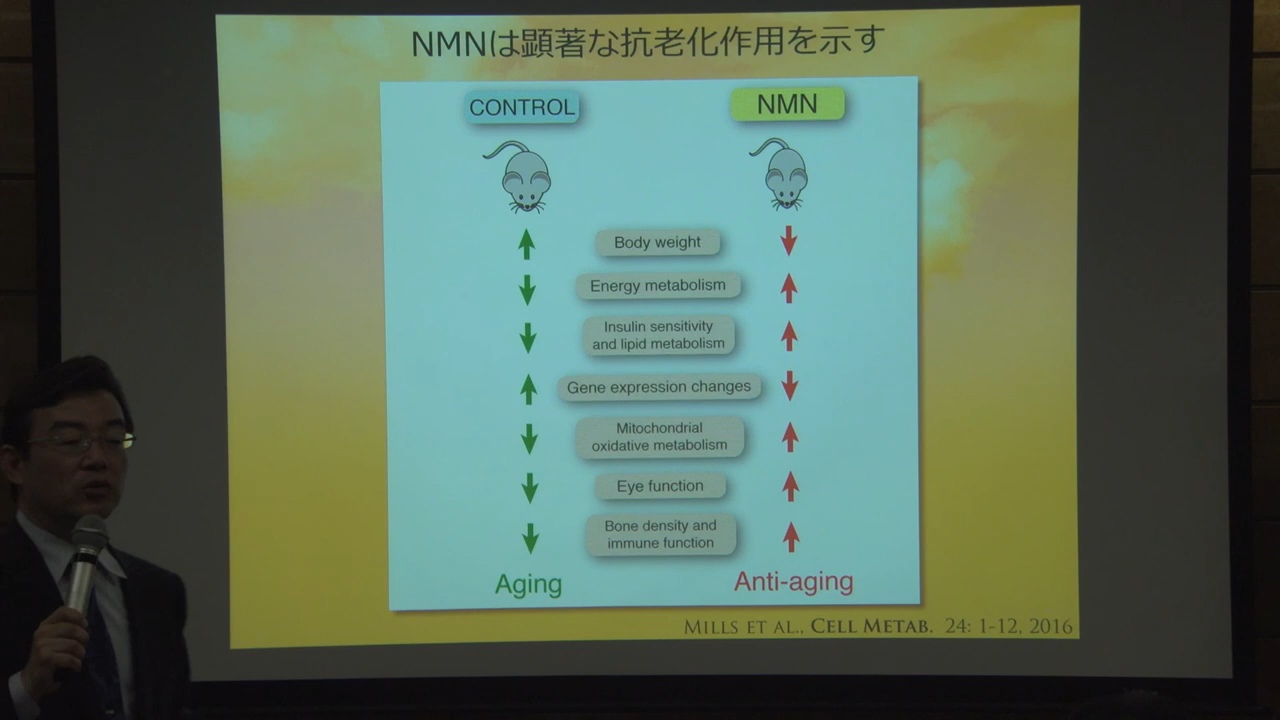 NMNは顕著な抗老化作用を示す
CONTROL
NMN
Body weight
Energy metabolism
Insulin sensitivity
and lipid metabolism
Gene expression changes
Mitochondrial
oxidative metabolism
Eye function
Bone density and
immune function
Aging
Anti-aging
MILLS ET AL., CELL METAB. 24: 1-12, 2016